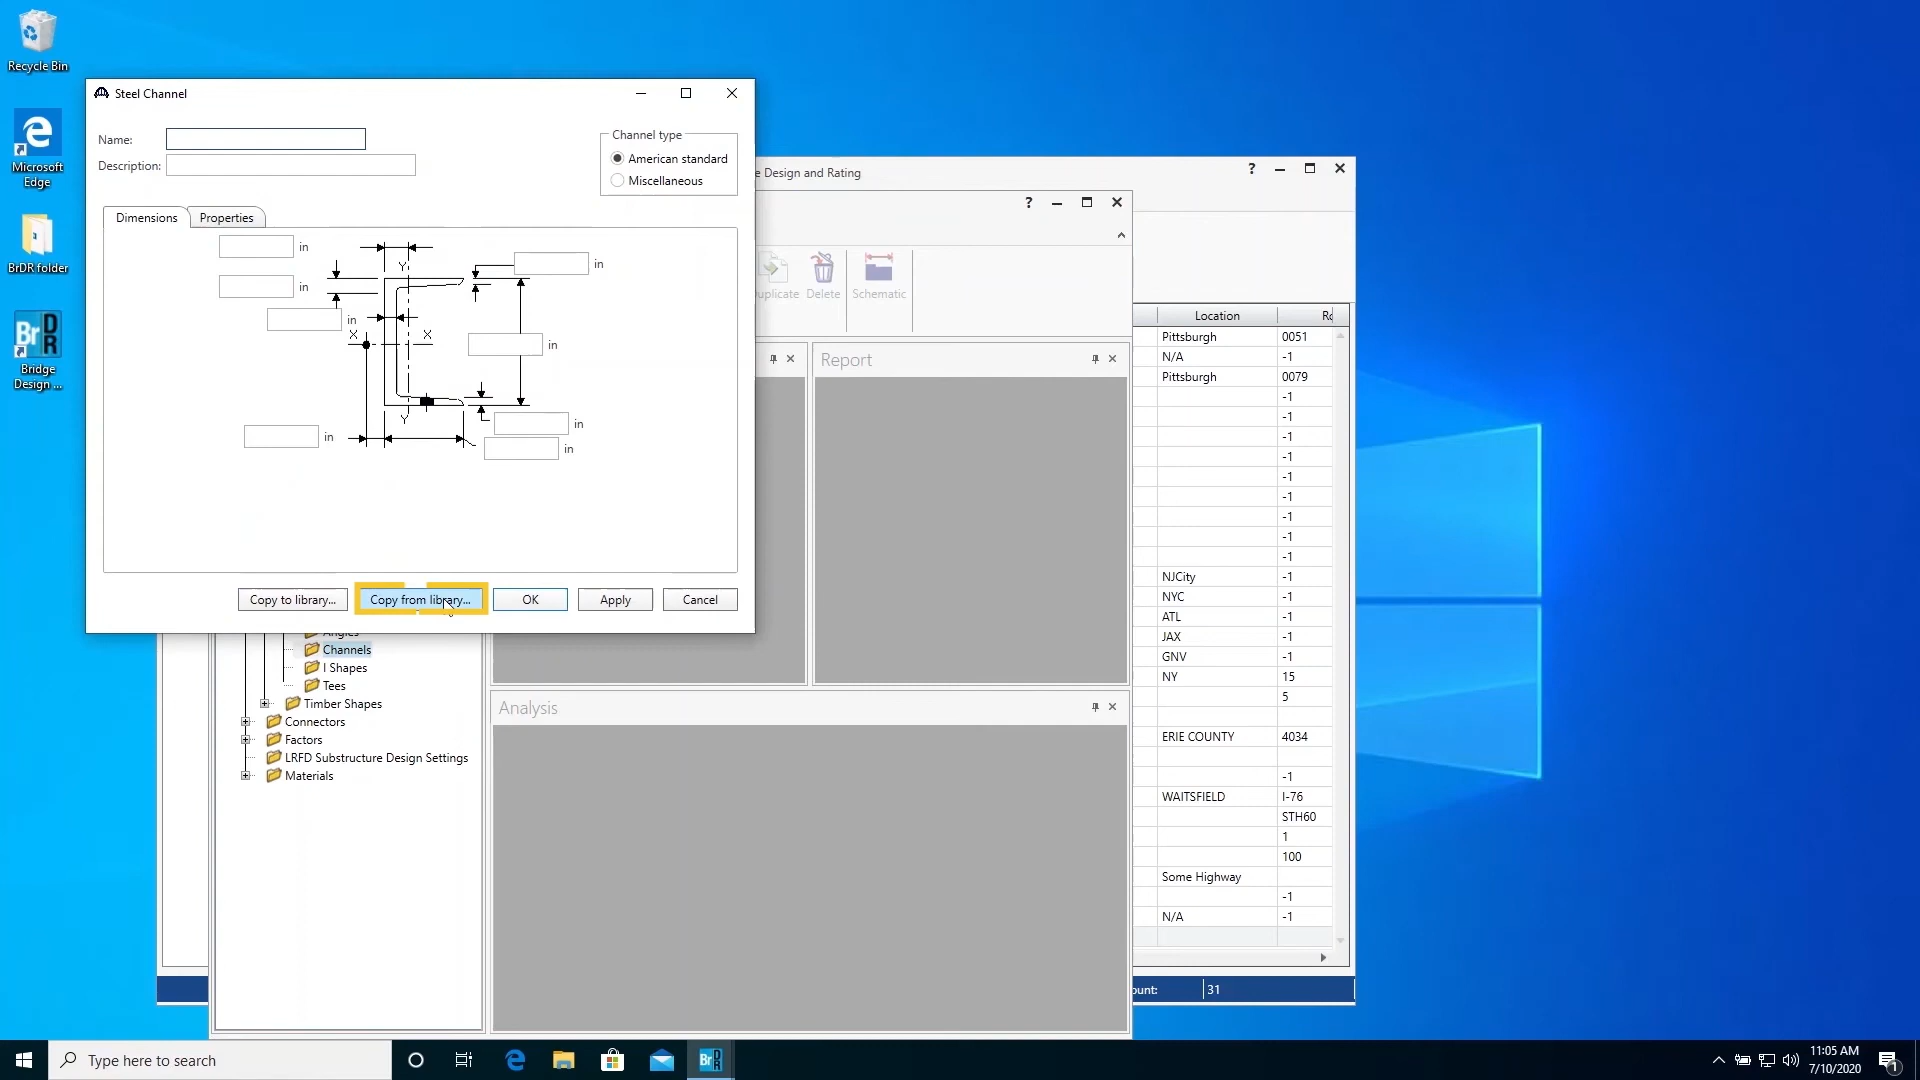 Recycle Bin
Microsoft
Edge
BrDR folder
Bridge
Design ...
Steel Channel
Name:
Description:
Channel type
American standard
Miscellaneous
Dimensions
Properties
in
in
in
in
in
in
in
in
Y
X
X
Y
Copy to library...
Copy from library...
OK
Apply
Cancel
e Design and Rating
?
?
uplicate
Delete
Schematic
Report
Analysis
Angles
Channels
I Shapes
Tees
Timber Shapes
Connectors
Factors
LRFD Substructure Design Settings
Materials
Location
Ro
Pittsburgh 0051
N/A -1
Pittsburgh 0079
-1
-1
-1
-1
-1
-1
-1
-1
-1
NJCity -1
NYC -1
ATL -1
JAX -1
GNV -1
NY 15
5
ERIE COUNTY 4034
-1
WAITSFIELD I-76
STH60
1
100
Some Highway
-1
N/A -1
ount: 31
Type here to search
BrDR
11:05 AM
7/10/2020
1